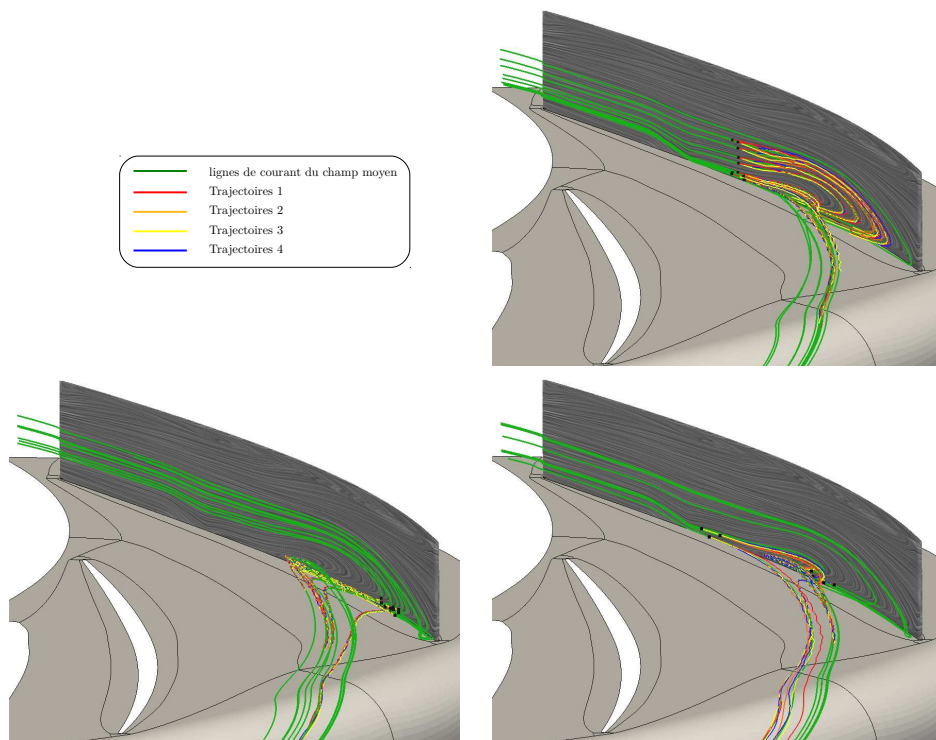 lignes de courant du champ moyen
Trajectoires 1
Trajectoires 2
Trajectoires 3
Trajectoires 4